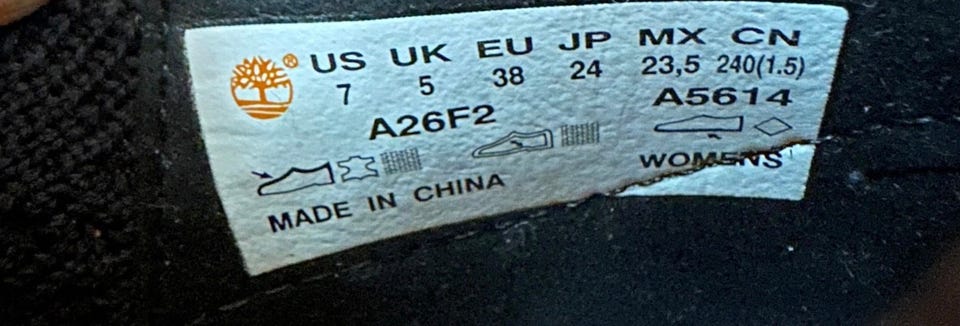 US UK EU JP MX CN
7 5 38 24 23,5 240(1.5)
A26F2 A5614
WOMENS
MADE IN CHINA